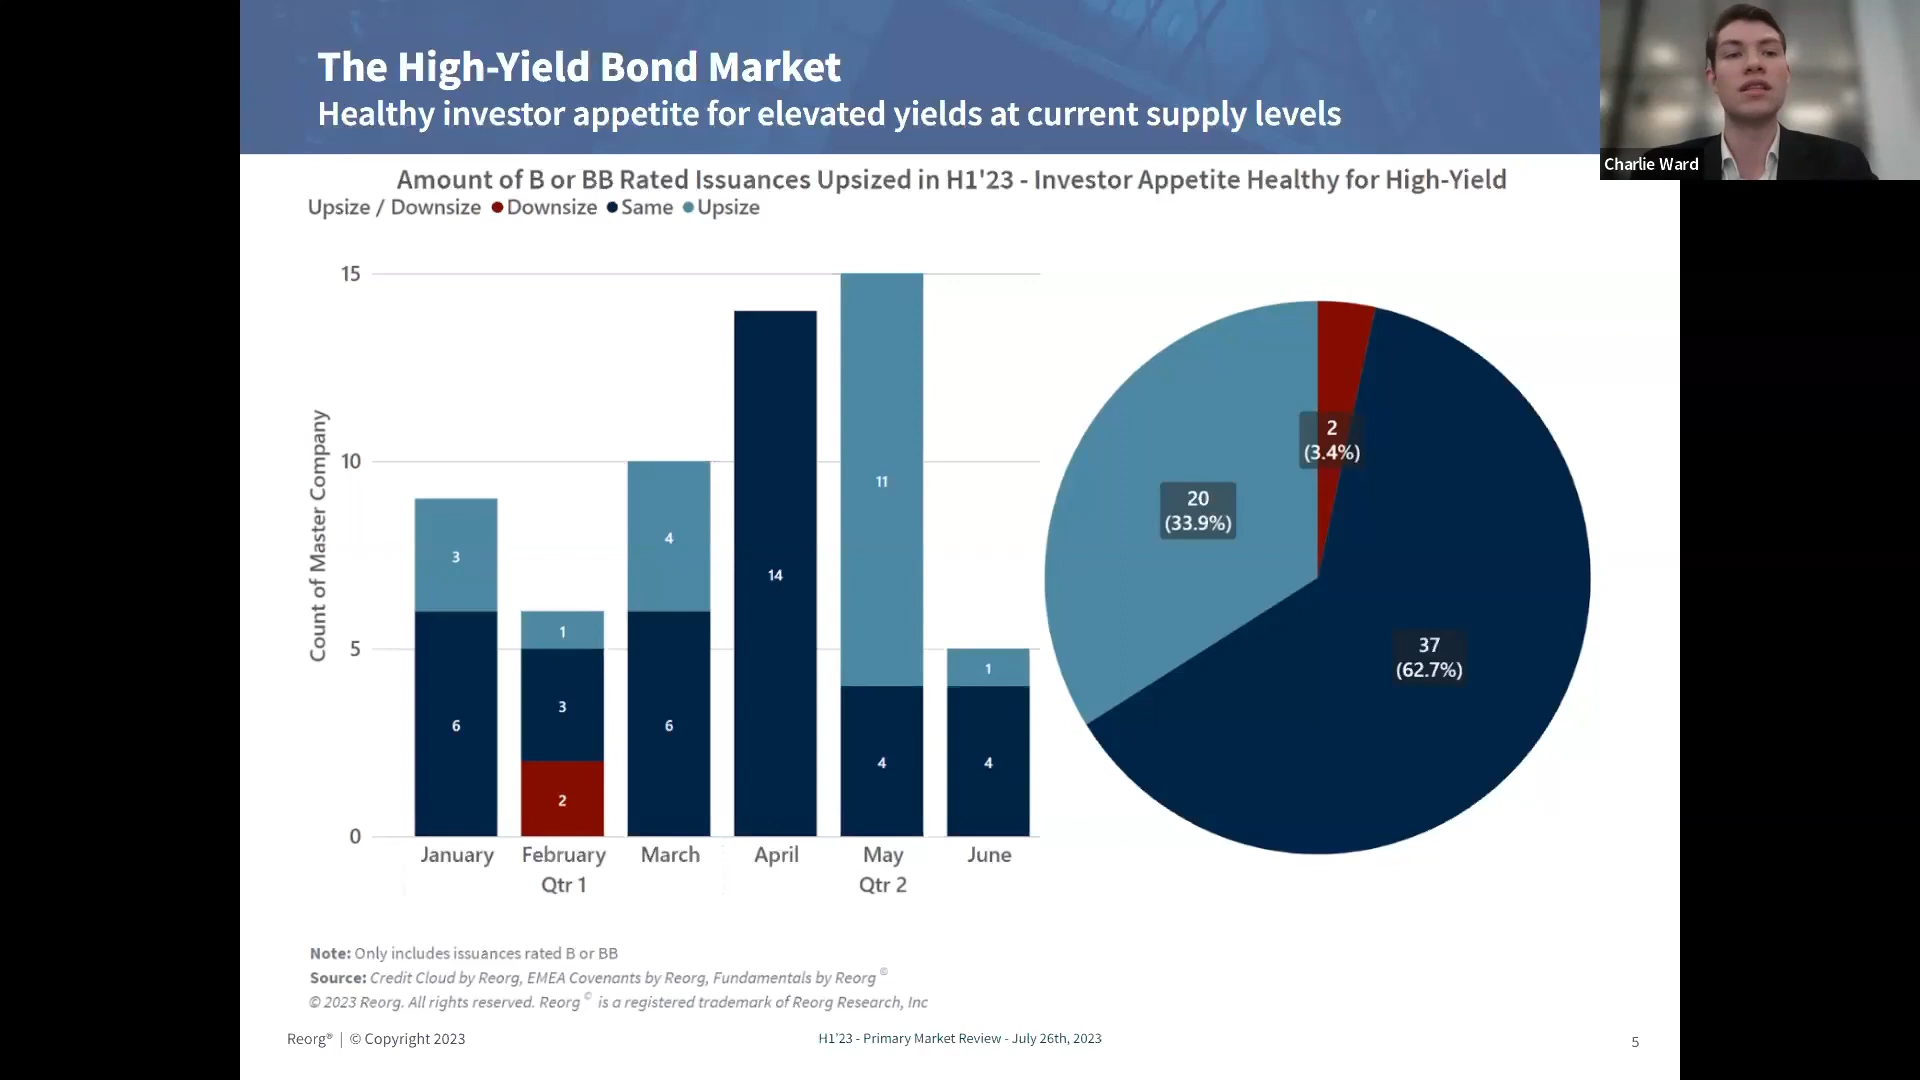 The High-Yield Bond Market
Healthy investor appetite for elevated yields at current supply levels
Charlie Ward
Amount of B or BB Rated Issuances Upsized in H1'23 - Investor Appetite Healthy for High-Yield
Upsize / Downsize Downsize Same Upsize
Count of Master Company
15
10
5
0
3
6
1
3
2
4
6
14
11
4
1
4
January February March April May June
Qtr 1 Qtr 2
2
(3.4%)
20
(33.9%)
37
(62.7%)
Note: Only includes issuances rated B or BB
Source: Credit Cloud by Reorg, EMEA Covenants by Reorg, Fundamentals by Reorg ©
© 2023 Reorg. All rights reserved. Reorg © is a registered trademark of Reorg Research, Inc
Reorg® | © Copyright 2023
H1'23 - Primary Market Review - July 26th, 2023
5